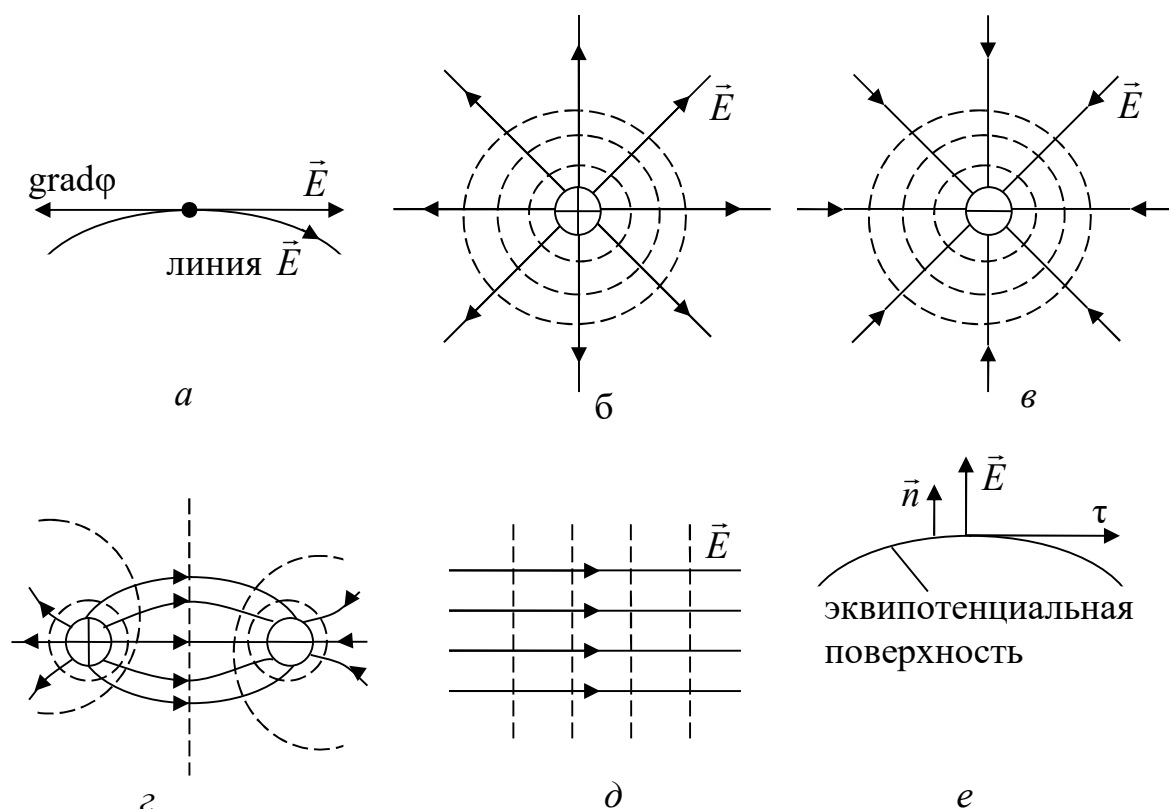 gradφ
E⃗
линия E⃗
а
E⃗
б
E⃗
в
г
E⃗
д
n⃗
E⃗
τ
эквипотенциальная
поверхность
е